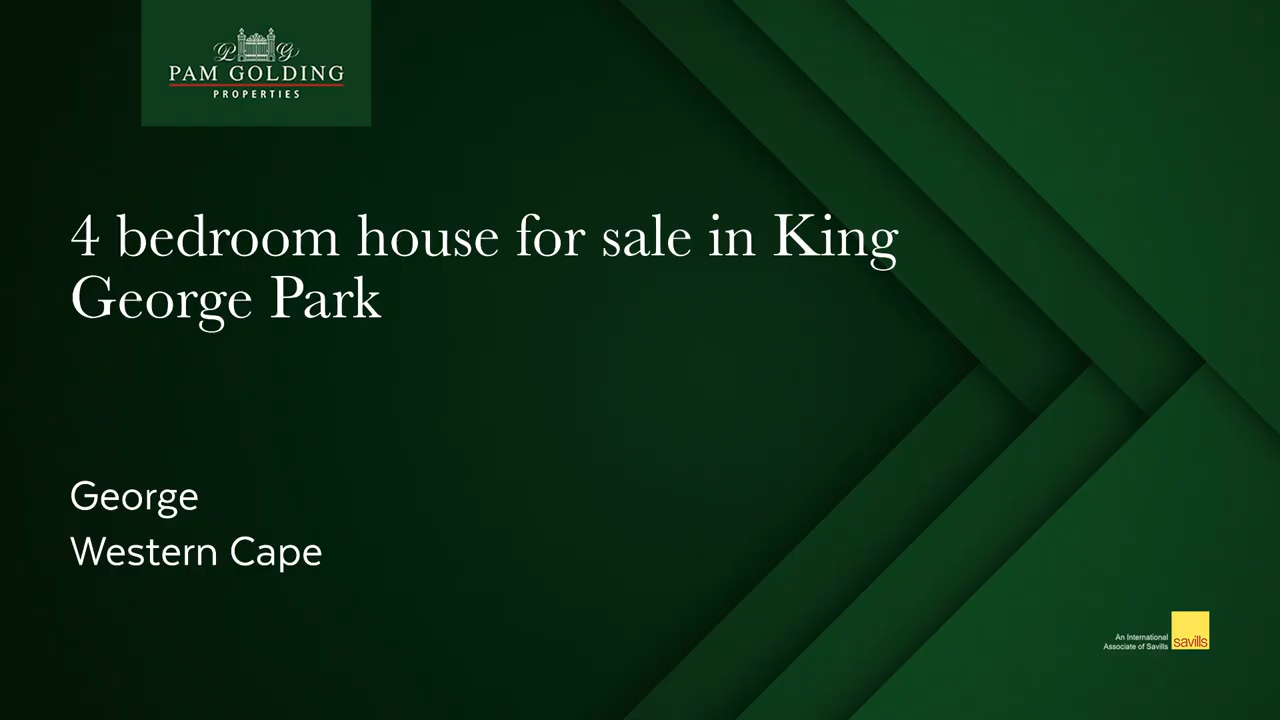 PG
PAM GOLDING
PROPERTIES
4 bedroom house for sale in King
George Park
George
Western Cape
An International
Associate of Savills
savills